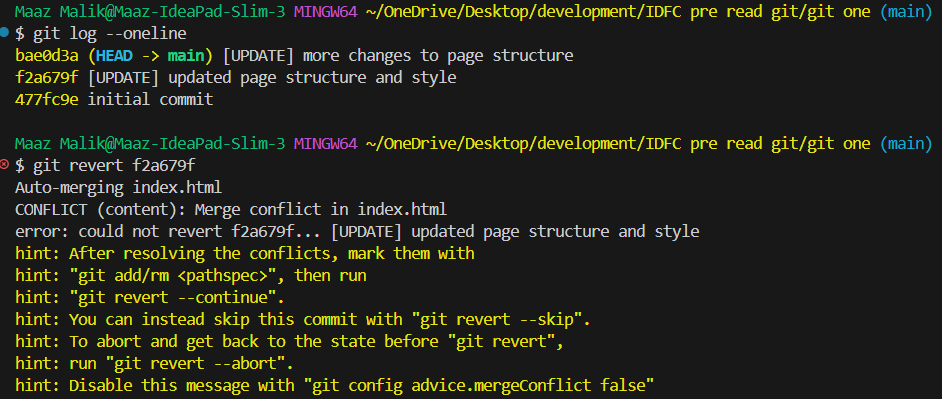 Maaz Malik@Maaz-IdeaPad-Slim-3 MINGW64 ~/OneDrive/Desktop/development/IDFC pre read git/git one (main)
$ git log --oneline
bae0d3a (HEAD -> main) [UPDATE] more changes to page structure
f2a679f [UPDATE] updated page structure and style
477fc9e initial commit
Maaz Malik@Maaz-IdeaPad-Slim-3 MINGW64 ~/OneDrive/Desktop/development/IDFC pre read git/git one (main)
$ git revert f2a679f
Auto-merging index.html
CONFLICT (content): Merge conflict in index.html
error: could not revert f2a679f... [UPDATE] updated page structure and style
hint: After resolving the conflicts, mark them with
hint: "git add/rm <pathspec>", then run
hint: "git revert --continue".
hint: You can instead skip this commit with "git revert --skip".
hint: To abort and get back to the state before "git revert",
hint: run "git revert --abort".
hint: Disable this message with "git config advice.mergeConflict false"